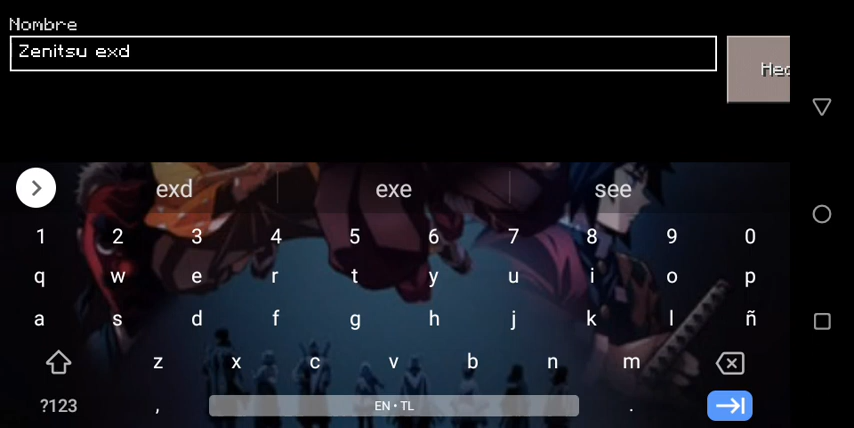 Nombre
Zenitsu exd
Hec
exd exe see
1 2 3 4 5 6 7 8 9 0
q w e r t y u i o p
a s d f g h j k l ñ
z x c v b n m
?123 , EN • TL .